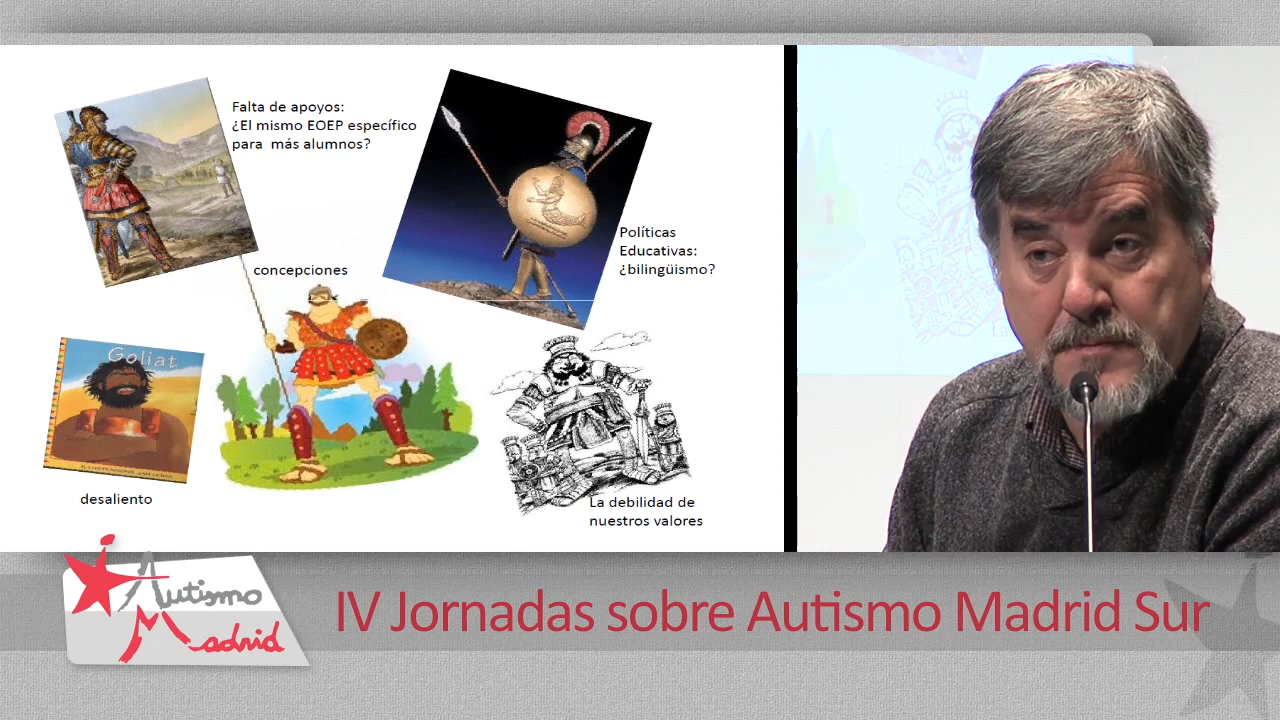 Falta de apoyos:
¿El mismo EOEP específico
para más alumnos?
Políticas
Educativas:
¿bilingüismo?
concepciones
Goliat
desaliento
La debilidad de
nuestros valores
Autismo
Madrid
IV Jornadas sobre Autismo Madrid Sur